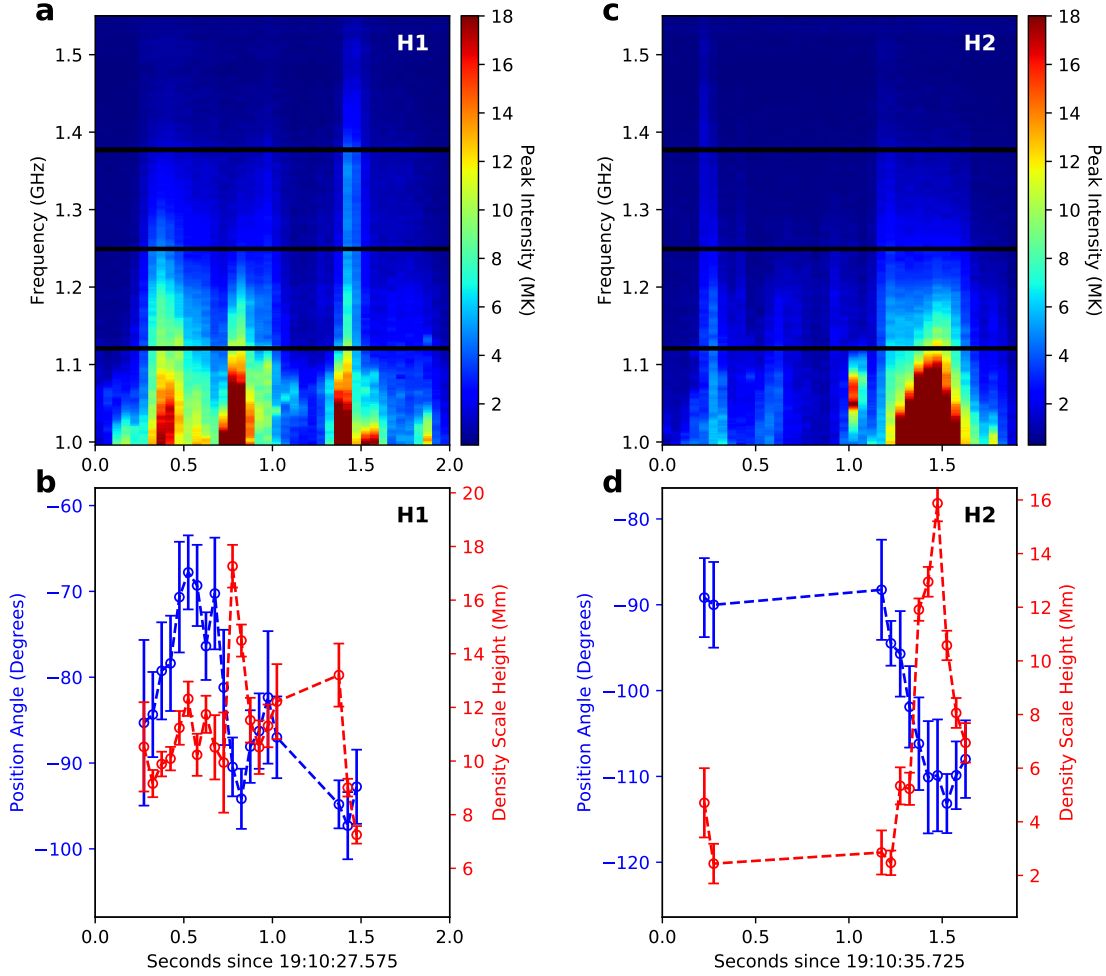 a
H1
Frequency (GHz)
1.5
1.4
1.3
1.2
1.1
1.0
0.0 0.5 1.0 1.5 2.0
18
16
14
12
10
8
6
4
2
Peak Intensity (MK)
c
H2
Frequency (GHz)
1.5
1.4
1.3
1.2
1.1
1.0
0.0 0.5 1.0 1.5
18
16
14
12
10
8
6
4
2
Peak Intensity (MK)
b
H1
Position Angle (Degrees)
−60
−70
−80
−90
−100
20
18
16
14
12
10
8
6
Density Scale Height (Mm)
0.0 0.5 1.0 1.5 2.0
Seconds since 19:10:27.575
d
H2
Position Angle (Degrees)
−80
−90
−100
−110
−120
16
14
12
10
8
6
4
2
Density Scale Height (Mm)
0.0 0.5 1.0 1.5
Seconds since 19:10:35.725